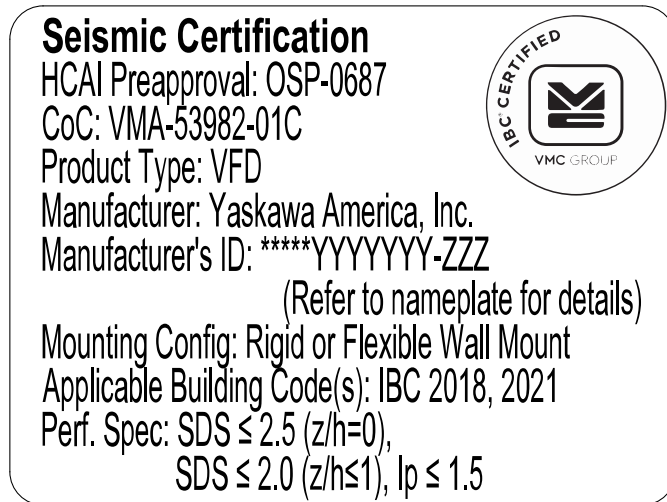 Seismic Certification
HCAI Preapproval: OSP-0687
CoC: VMA-53982-01C
Product Type: VFD
Manufacturer: Yaskawa America, Inc.
Manufacturer's ID: *****YYYYYYY-ZZZ
(Refer to nameplate for details)
Mounting Config: Rigid or Flexible Wall Mount
Applicable Building Code(s): IBC 2018, 2021
Perf. Spec: SDS ≤ 2.5 (z/h=0),
SDS ≤ 2.0 (z/h≤1), Ip ≤ 1.5
IBC* CERTIFIED
VMC GROUP